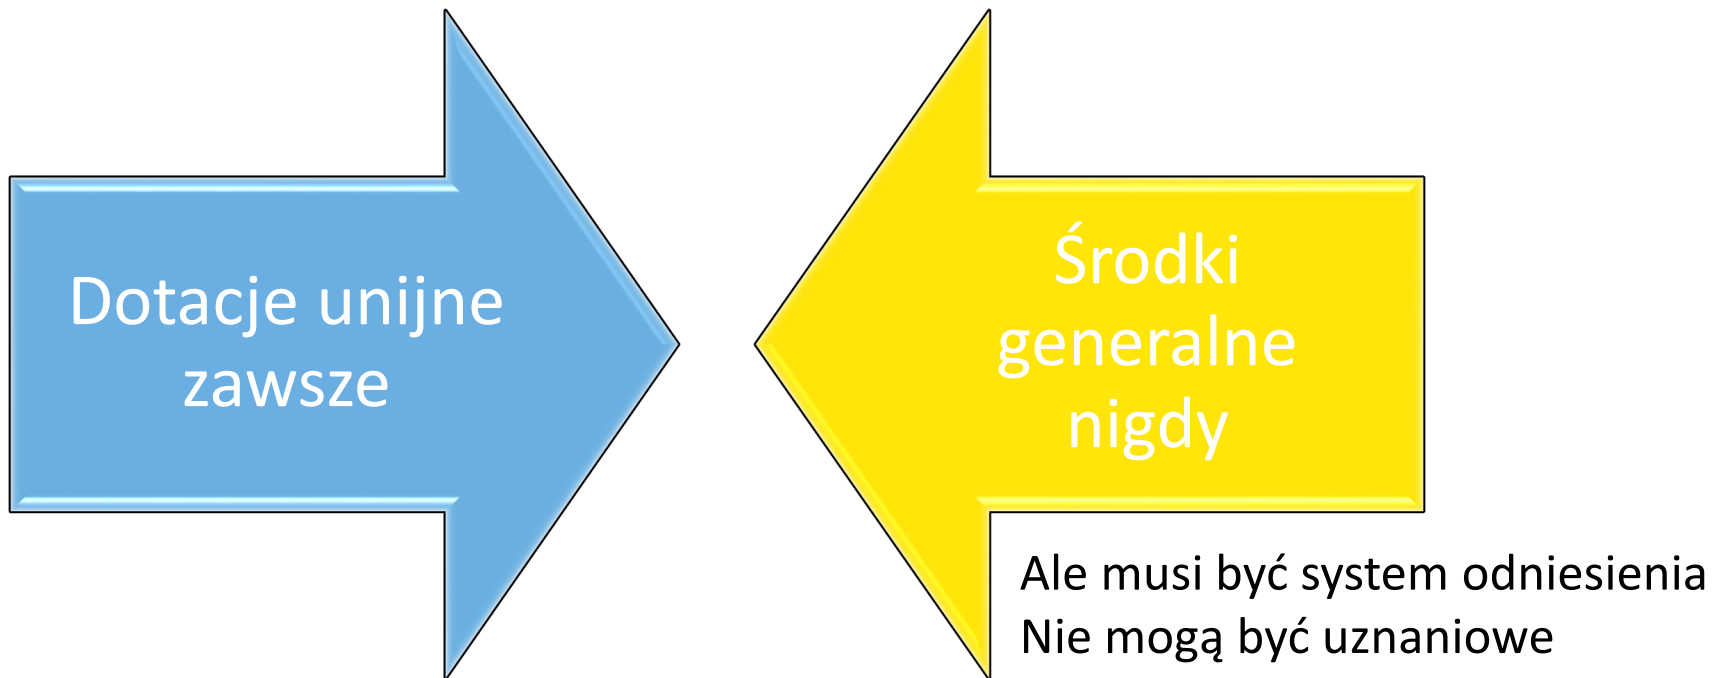 Dotacje unijne
zawsze
Środki
generalne
nigdy
Ale musi być system odniesienia
Nie mogą być uznaniowe